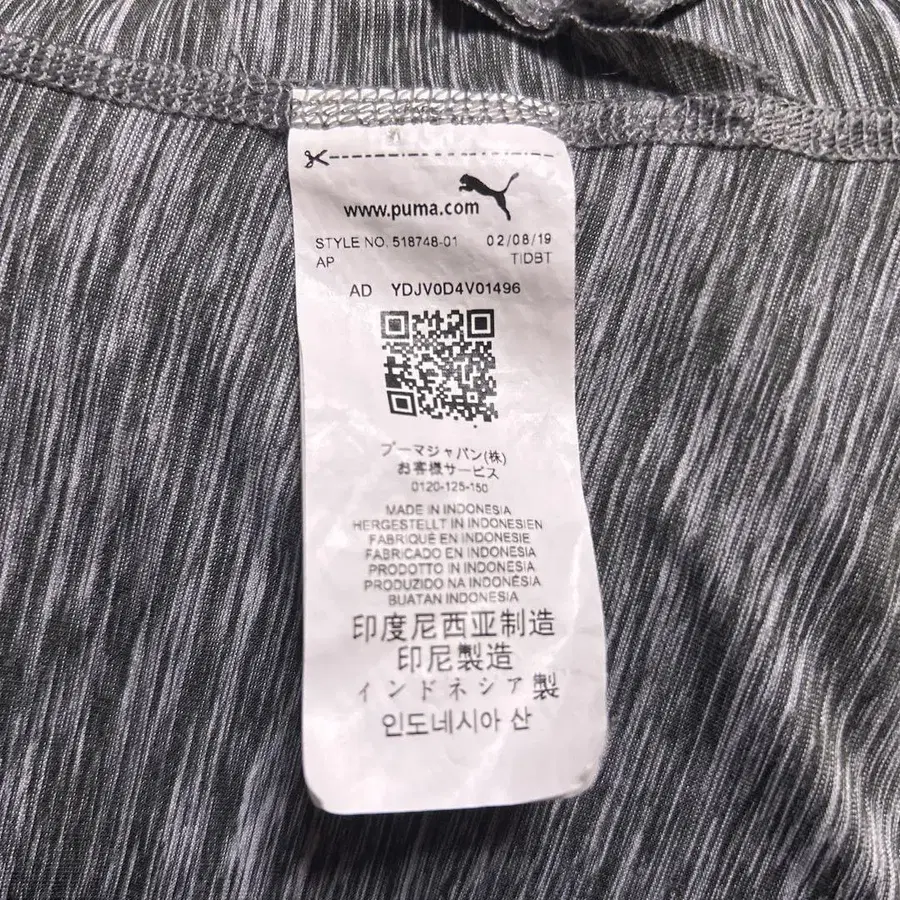 www.puma.com
STYLE NO. 518748-01 02/08/19
AP TIDBT
AD YDJV0D4V01496
プーマジャパン(株)
お客様サービス
0120-125-150
MADE IN INDONESIA
HERGESTELLT IN INDONESIEN
FABRIQUÉ EN INDONESIE
FABRICADO EN INDONESIA
PRODOTTO IN INDONESIA
PRODUZIDO NA INDONÉSIA
BUATAN INDONESIA
印度尼西亚制造
印尼製造
インドネシア製
인도네시아 산